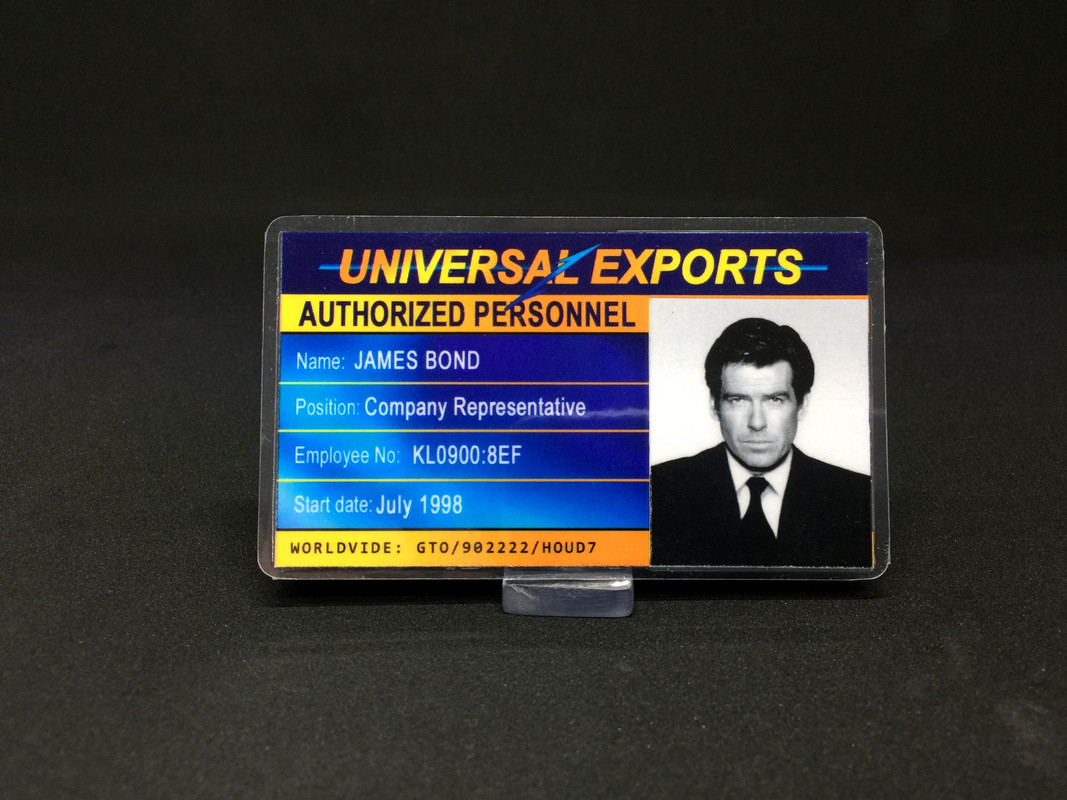 UNIVERSAL EXPORTS
AUTHORIZED PERSONNEL
Name: JAMES BOND
Position: Company Representative
Employee No: KL0900:8EF
Start date: July 1998
WORLDVIDE: GTO/902222/HOUD7